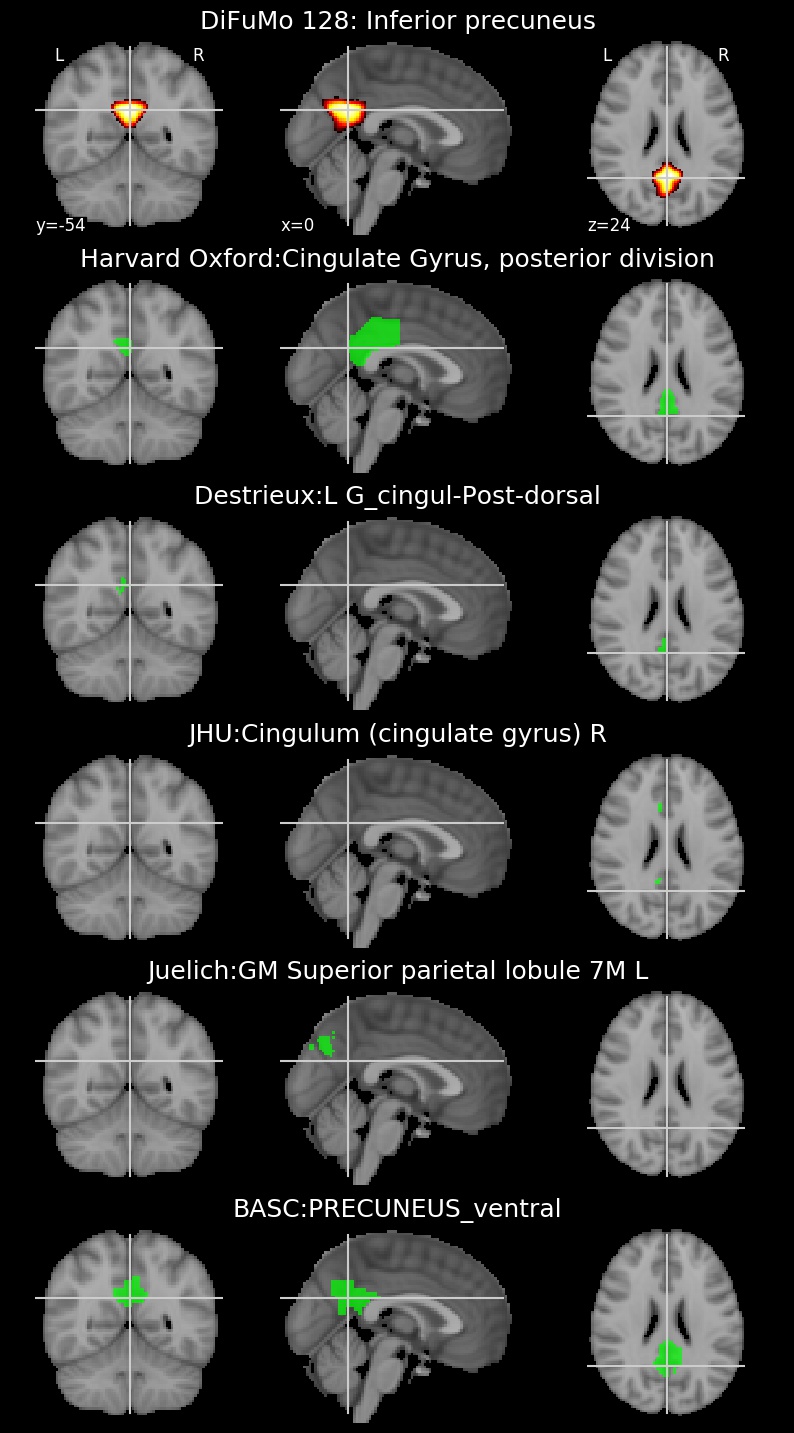 DiFuMo 128: Inferior precuneus
L R L R
y=-54 x=0 z=24
Harvard Oxford:Cingulate Gyrus, posterior division
Destrieux:L G_cingul-Post-dorsal
JHU:Cingulum (cingulate gyrus) R
Juelich:GM Superior parietal lobule 7M L
BASC:PRECUNEUS_ventral